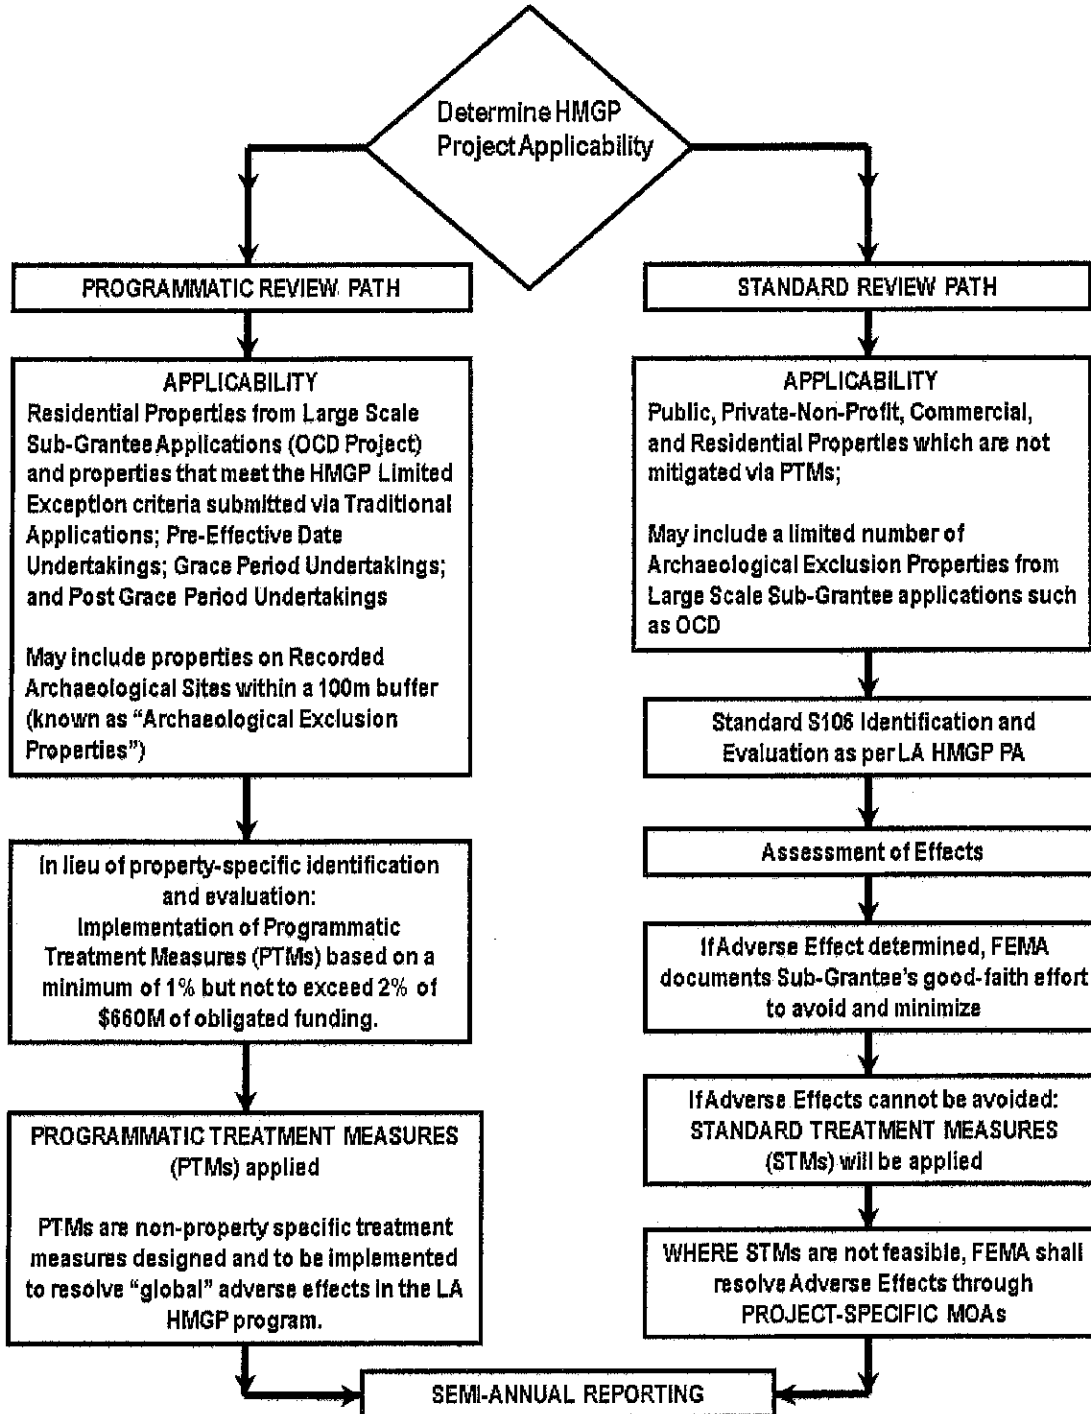 Determine HMGP
Project Applicability
PROGRAMMATIC REVIEW PATH
APPLICABILITY
Residential Properties from Large Scale
Sub-Grantee Applications (OCD Project)
and properties that meet the HMGP Limited
Exception criteria submitted via Traditional
Applications; Pre-Effective Date
Undertakings; Grace Period Undertakings;
and Post Grace Period Undertakings
May include properties on Recorded
Archaeological Sites within a 100m buffer
(known as “Archaeological Exclusion
Properties”)
In lieu of property-specific identification
and evaluation:
Implementation of Programmatic
Treatment Measures (PTMs) based on a
minimum of 1% but not to exceed 2% of
$660M of obligated funding.
PROGRAMMATIC TREATMENT MEASURES
(PTMs) applied
PTMs are non-property specific treatment
measures designed and to be implemented
to resolve “global” adverse effects in the LA
HMGP program.
STANDARD REVIEW PATH
APPLICABILITY
Public, Private-Non-Profit, Commercial,
and Residential Properties which are not
mitigated via PTMs;
May include a limited number of
Archaeological Exclusion Properties from
Large Scale Sub-Grantee applications such
as OCD
Standard S106 Identification and
Evaluation as per LA HMGP PA
Assessment of Effects
If Adverse Effect determined, FEMA
documents Sub-Grantee's good-faith effort
to avoid and minimize
If Adverse Effects cannot be avoided:
STANDARD TREATMENT MEASURES
(STMs) will be applied
WHERE STMs are not feasible, FEMA shall
resolve Adverse Effects through
PROJECT-SPECIFIC MOAs
SEMI-ANNUAL REPORTING